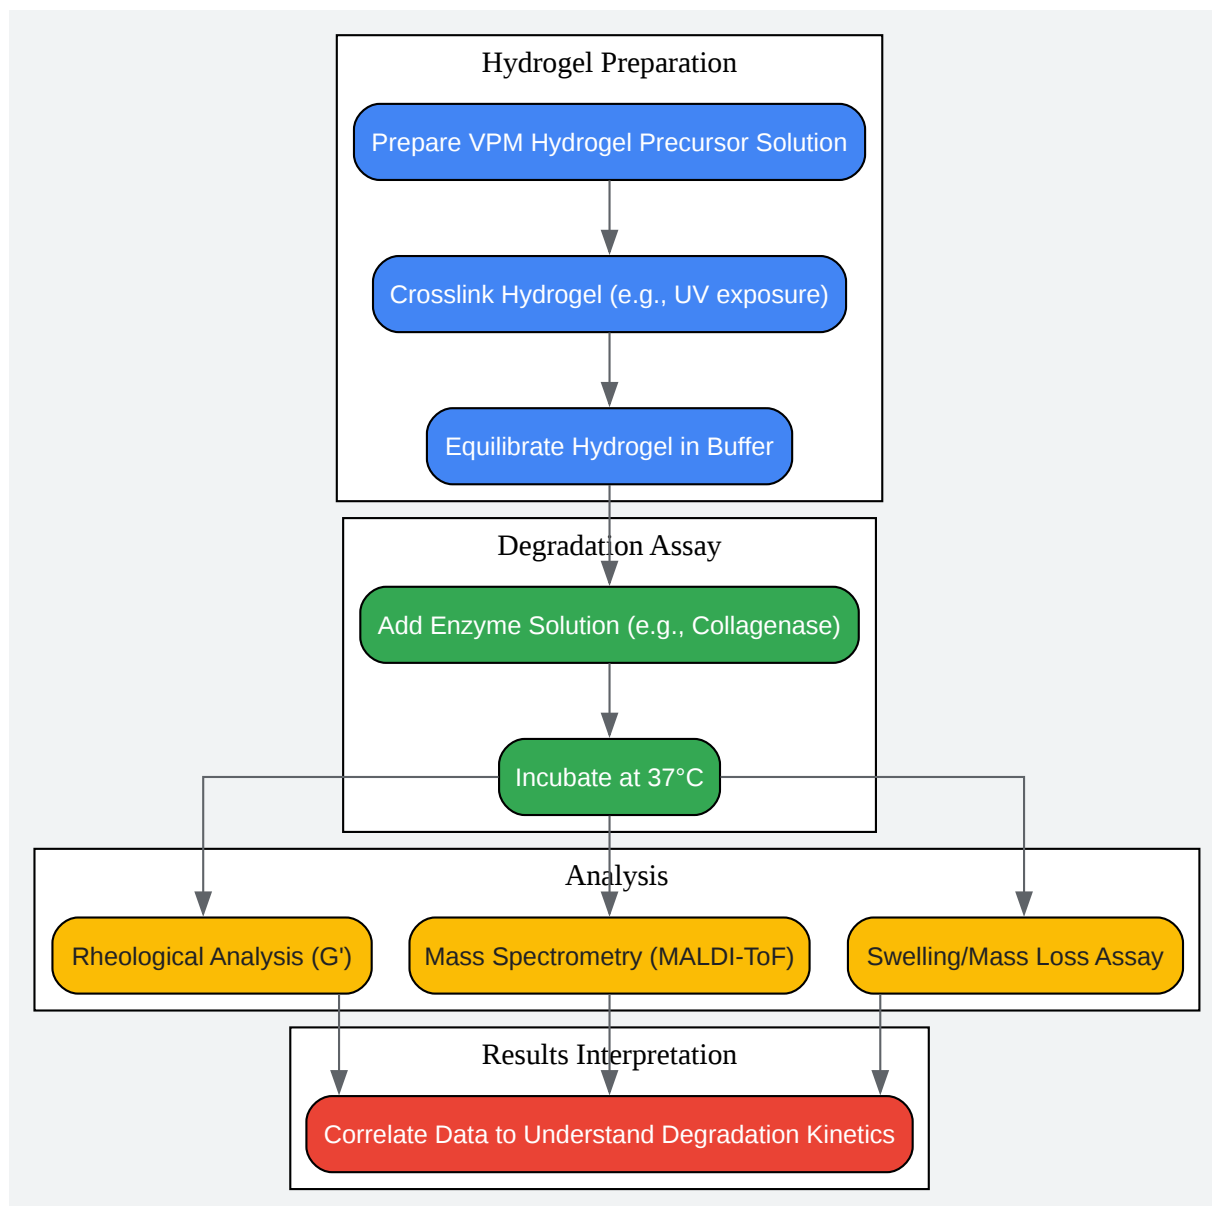 Hydrogel Preparation
Prepare VPM Hydrogel Precursor Solution
Crosslink Hydrogel (e.g., UV exposure)
Equilibrate Hydrogel in Buffer
Degradation Assay
Add Enzyme Solution (e.g., Collagenase)
Incubate at 37°C
Analysis
Rheological Analysis (G')
Mass Spectrometry (MALDI-ToF)
Swelling/Mass Loss Assay
Results Interpretation
Correlate Data to Understand Degradation Kinetics